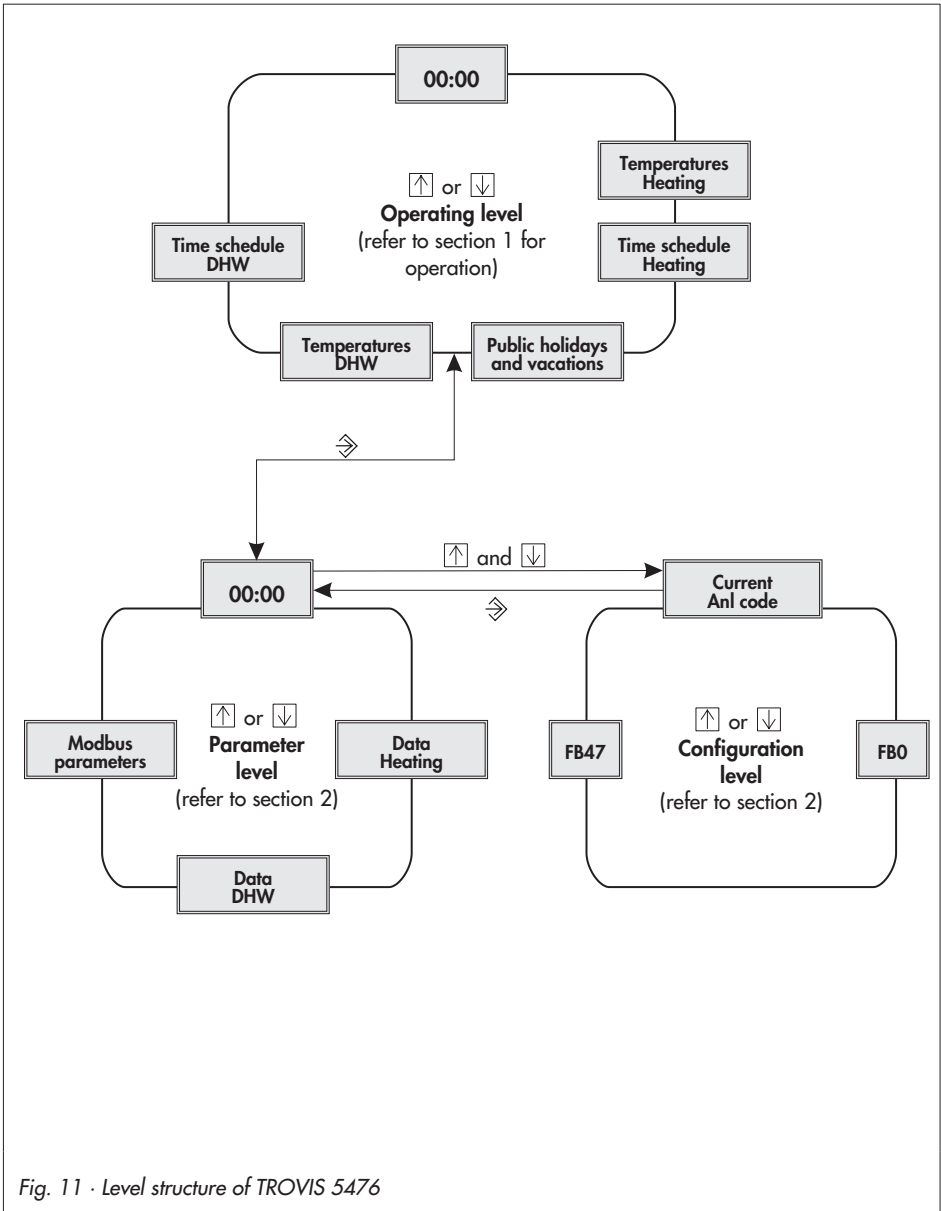 00:00
Temperatures
Heating
↑ or ↓
Operating level
(refer to section 1 for
operation)
Time schedule
DHW
Time schedule
Heating
Temperatures
DHW
Public holidays
and vacations
↑ and ↓
00:00
Current
Anl code
↑ or ↓
Parameter
level
(refer to section 2)
Modbus
parameters
Data
Heating
Data
DHW
↑ or ↓
Configuration
level
(refer to section 2)
FB47
FB0
Fig. 11 · Level structure of TROVIS 5476